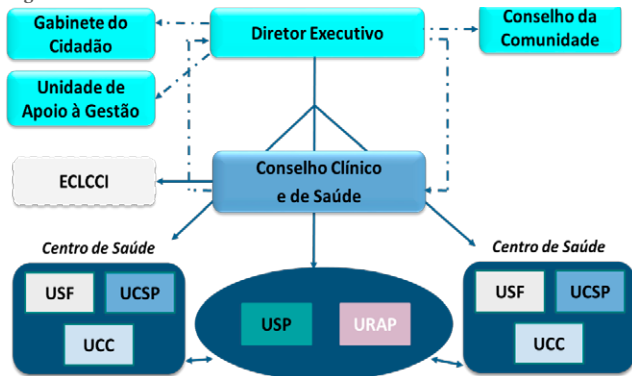 Gabinete do
Cidadão
Diretor Executivo
Conselho da
Comunidade
Unidade de
Apoio à Gestão
ECLCCI
Conselho Clínico
e de Saúde
Centro de Saúde
USF
UCSP
UCC
USP
URAP
Centro de Saúde
USF
UCSP
UCC